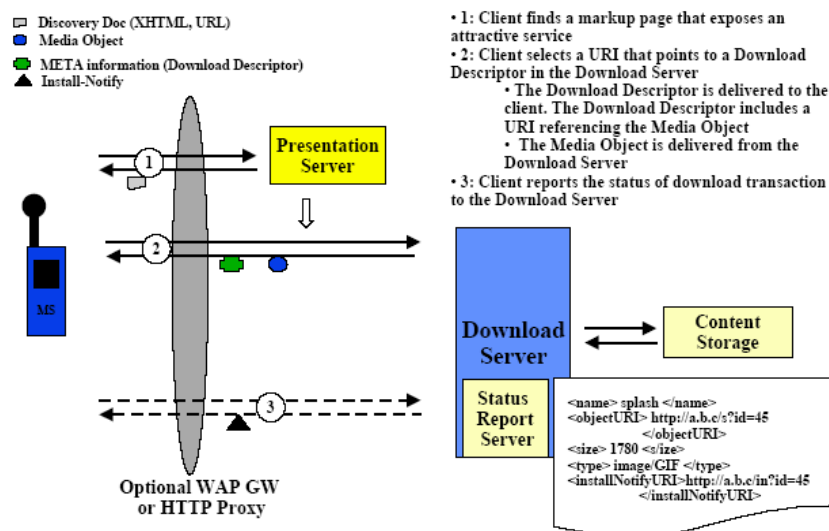 Discovery Doc (XHTML, URL)
Media Object
META information (Download Descriptor)
Install-Notify
• 1: Client finds a markup page that exposes an
attractive service
• 2: Client selects a URI that points to a Download
Descriptor in the Download Server
• The Download Descriptor is delivered to the
client. The Download Descriptor includes a
URI referencing the Media Object
• The Media Object is delivered from the
Download Server
• 3: Client reports the status of download transaction
to the Download Server
1
Presentation
Server
2
MS
3
Optional WAP GW
or HTTP Proxy
Download
Server
Content
Storage
Status
Report
Server
<name> splash </name>
<objectURI> http://a.b.c/s?id=45
</objectURI>
<size> 1780 <s/ize>
<type> image/GIF </type>
<installNotifyURI>http://a.b.c/in?id=45
</installNotifyURI>